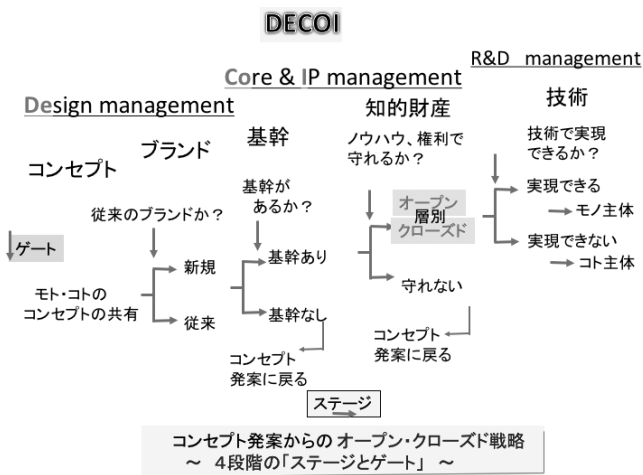 DECOI
R&D management
Core & IP management
Design management
技術
知的財産
基幹
ブランド
コンセプト
ノウハウ、権利で
守れるか？
技術で実現
できるか？
基幹が
あるか？
従来のブランドか？
オープン
層別
クローズド
実現できる
モノ主体
実現できない
コト主体
ゲート
新規
基幹あり
守れない
モト・コトの
コンセプトの共有
従来
基幹なし
コンセプト
発案に戻る
コンセプト
発案に戻る
ステージ
コンセプト発案からの オープン・クローズド戦略
～ ４段階の「ステージとゲート」 ～